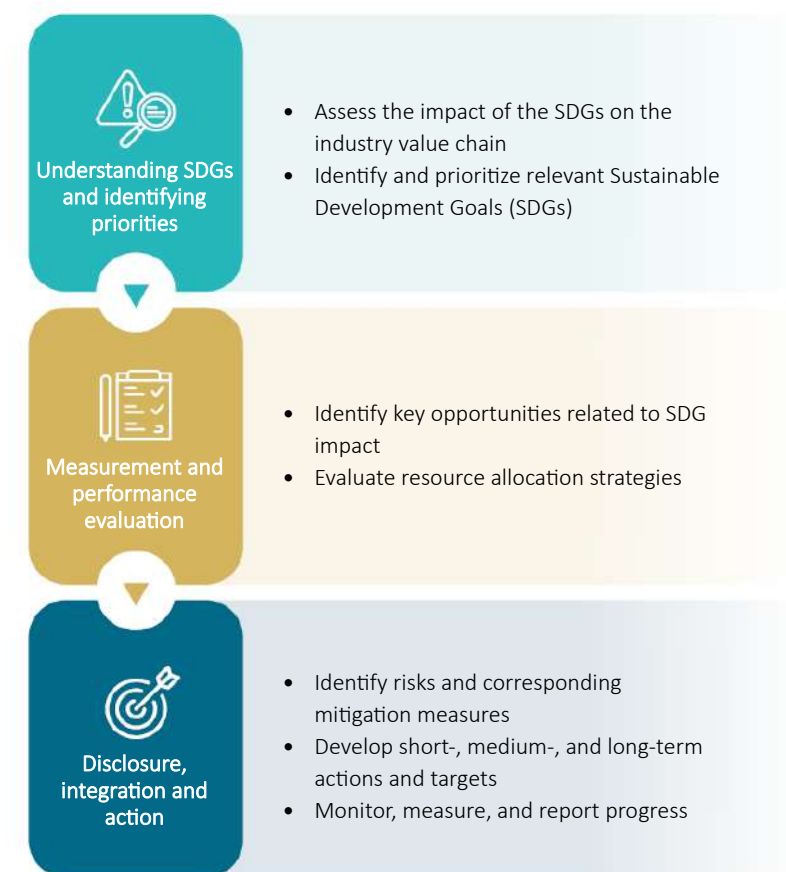 Understanding SDGs
and identifying
priorities
• Assess the impact of the SDGs on the
industry value chain
• Identify and prioritize relevant Sustainable
Development Goals (SDGs)
Measurement and
performance
evaluation
• Identify key opportunities related to SDG
impact
• Evaluate resource allocation strategies
Disclosure,
integration and
action
• Identify risks and corresponding
mitigation measures
• Develop short-, medium-, and long-term
actions and targets
• Monitor, measure, and report progress